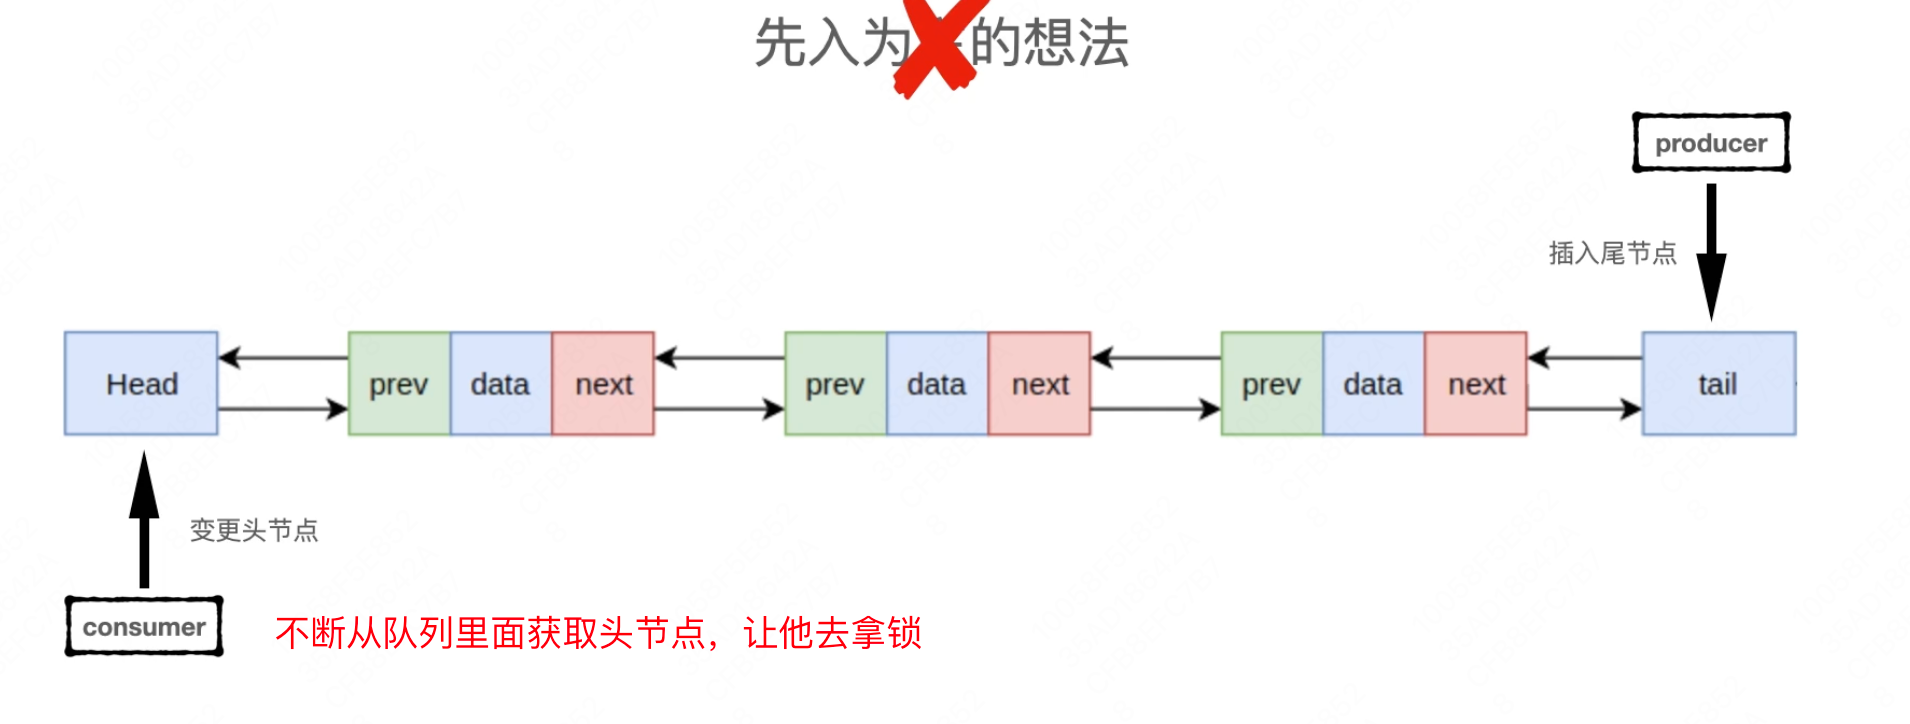 先入为 的想法
producer
插入尾节点
Head
prev data next
prev data next
prev data next
tail
变更头节点
consumer
不断从队列里面获取头节点，让他去拿锁